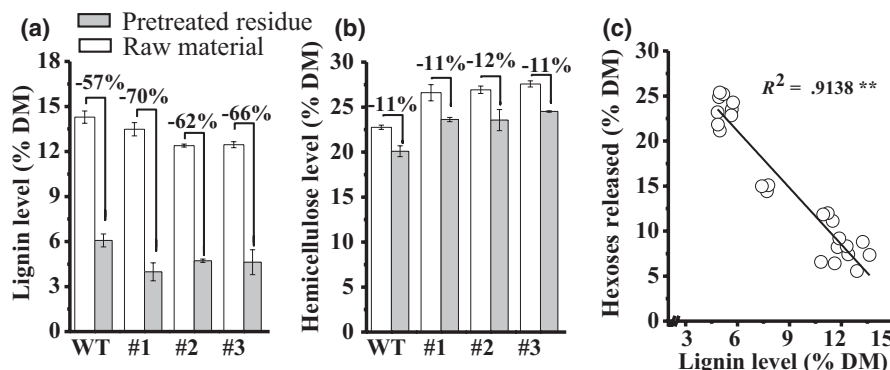 (a)
Pretreated residue
Raw material
Lignin level (% DM)
18
15
12
9
6
3
0
-57%
-70%
-62%
-66%
WT #1 #2 #3
(b)
Hemicellulose level (% DM)
30
25
20
15
10
5
0
-11%
-11%
-12%
-11%
WT #1 #2 #3
(c)
Hexoses released (% DM)
30
25
20
15
10
5
0
R² = .9138 **
3 6 9 12 15
Lignin level (% DM)